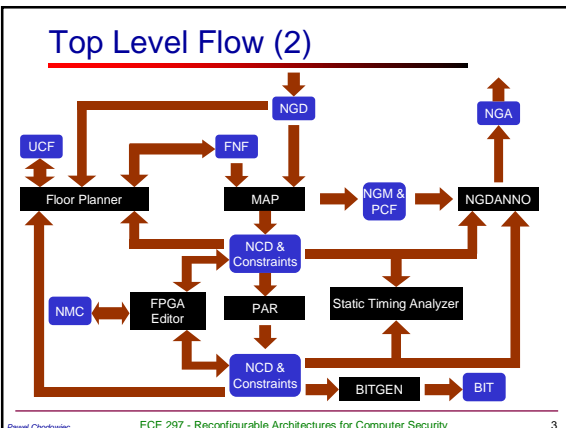 Top Level Flow (2)
NGD
NGA
UCF
FNF
Floor Planner
MAP
NGM &
PCF
NGDANNO
NCD &
Constraints
NMC
FPGA
Editor
PAR
Static Timing Analyzer
NCD &
Constraints
BITGEN
BIT
Pawel Chodowiec
ECE 297 - Reconfigurable Architectures for Computer Security
3